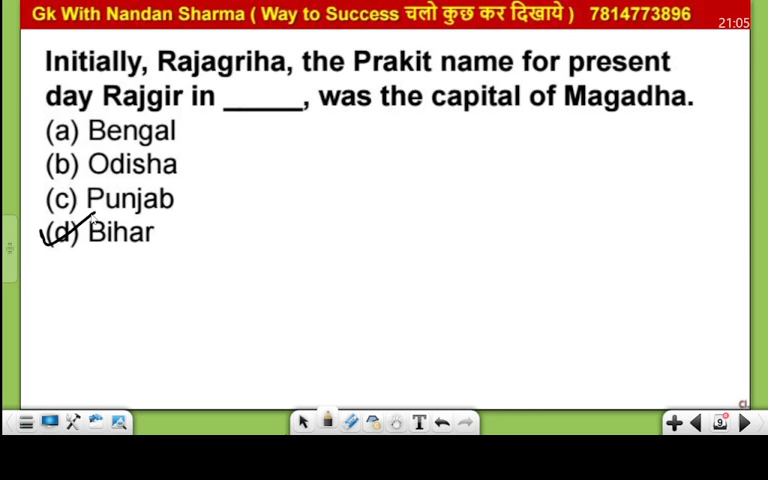 Gk With Nandan Sharma ( Way to Success चलो कुछ कर दिखाये ) 7814773896
21:05
Initially, Rajagriha, the Prakit name for present
day Rajgir in _____, was the capital of Magadha.
(a) Bengal
(b) Odisha
(c) Punjab
(d) Bihar
T
9